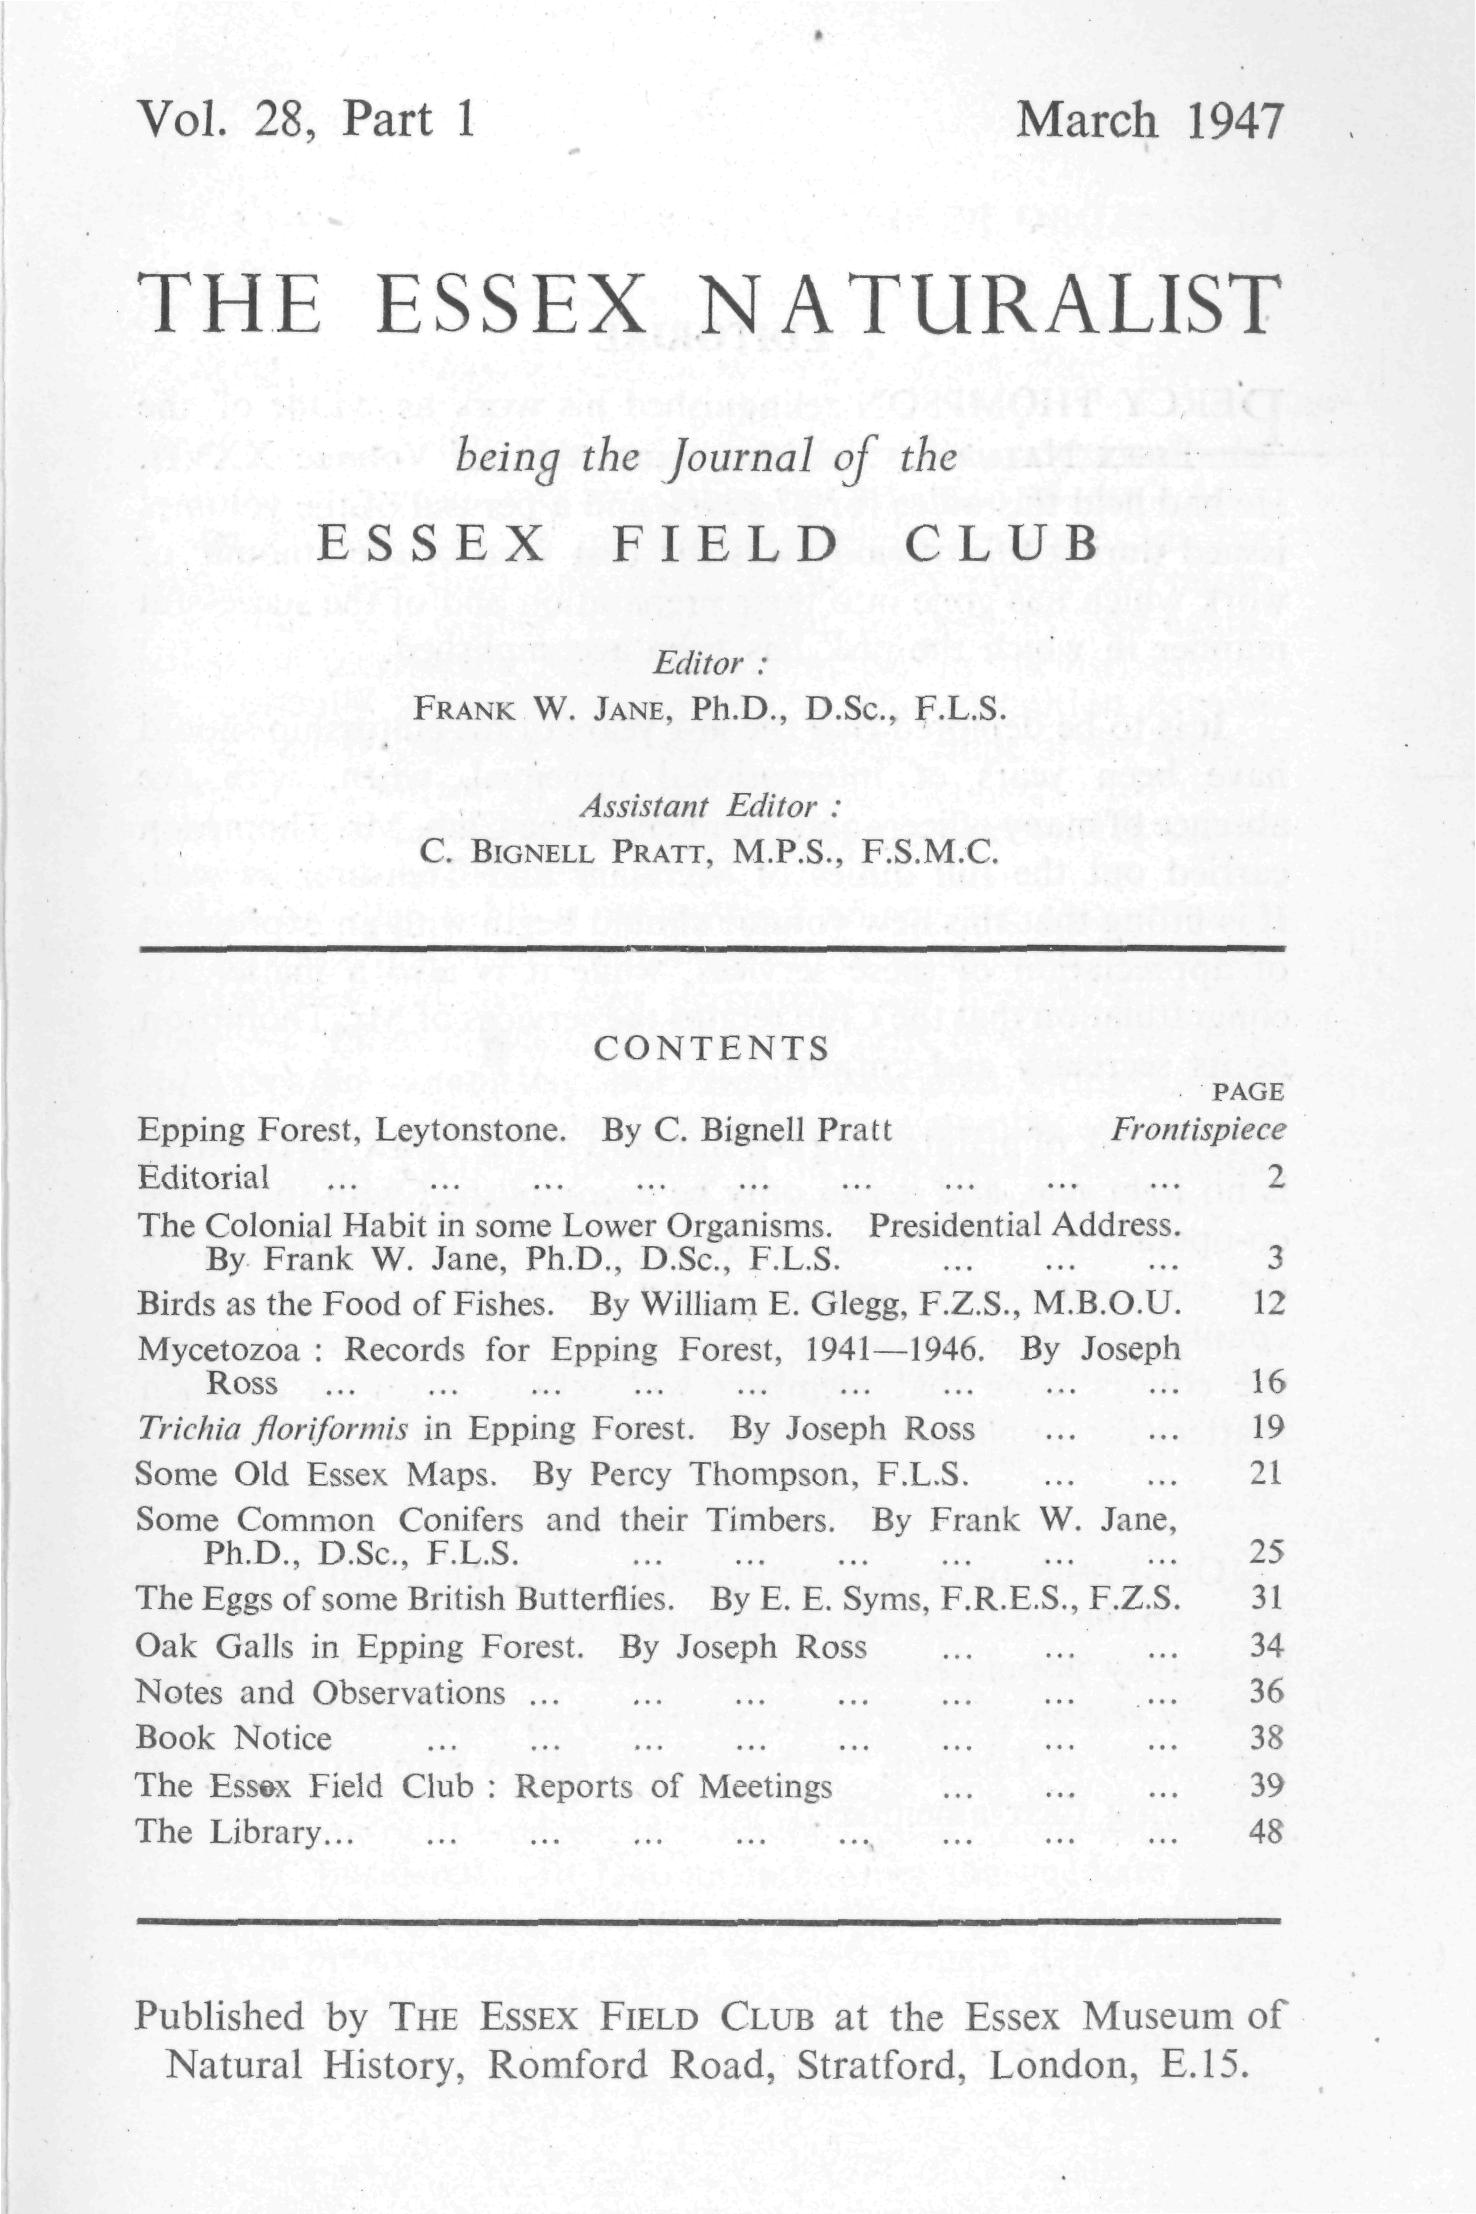 Vol. 28, Part 1 March 1947
THE ESSEX NATURALIST
being the Journal of the
ESSEX FIELD CLUB
Editor :
FRANK W. JANE, Ph.D., D.Sc., F.L.S.
Assistant Editor :
C. BIGNELL PRATT, M.P.S., F.S.M.C.
CONTENTS
PAGE
Epping Forest, Leytonstone. By C. Bignell Pratt Frontispiece
Editorial ... ... ... ... ... ... ... ... ... 2
The Colonial Habit in some Lower Organisms. Presidential Address.
By Frank W. Jane, Ph.D., D.Sc., F.L.S. ... ... ... 3
Birds as the Food of Fishes. By William E. Glegg, F.Z.S., M.B.O.U. 12
Mycetozoa : Records for Epping Forest, 1941—1946. By Joseph
Ross ... ... ... ... ... ... ... ... ... 16
Trichia floriformis in Epping Forest. By Joseph Ross ... ... 19
Some Old Essex Maps. By Percy Thompson, F.L.S. ... ... 21
Some Common Conifers and their Timbers. By Frank W. Jane,
Ph.D., D.Sc., F.L.S. ... ... ... ... ... ... 25
The Eggs of some British Butterflies. By E. E. Syms, F.R.E.S., F.Z.S. 31
Oak Galls in Epping Forest. By Joseph Ross ... ... ... 34
Notes and Observations ... ... ... ... ... ... ... 36
Book Notice ... ... ... ... ... ... ... ... 38
The Essex Field Club : Reports of Meetings ... ... ... 39
The Library... ... ... ... ... ... ... ... ... 48
Published by THE ESSEX FIELD CLUB at the Essex Museum of
Natural History, Romford Road, Stratford, London, E.15.